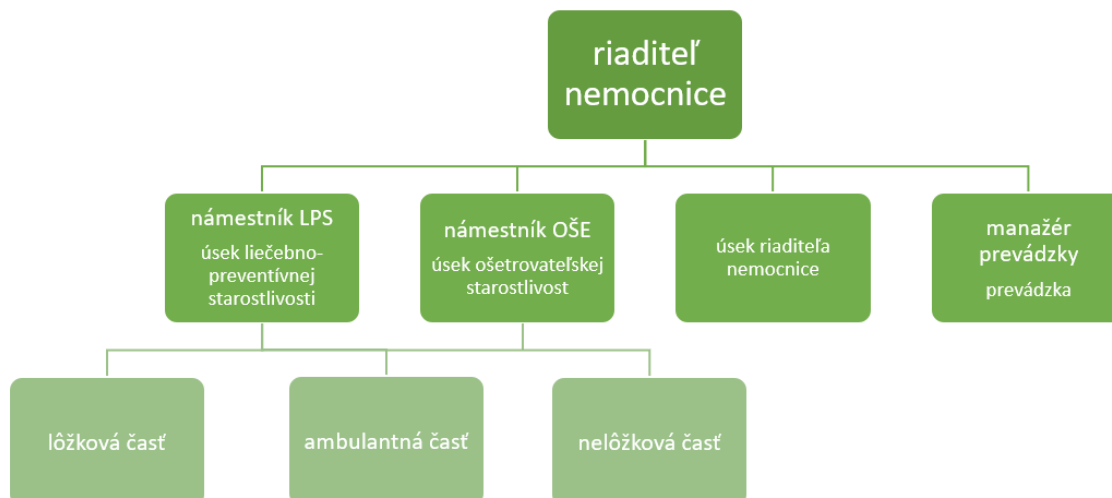 riaditeľ
nemocnice
námestník LPS
úsek liečebno-
preventívnej
starostlivosti
námestník OŠE
úsek ošetrovateľskej
starostlivost
úsek riaditeľa
nemocnice
manažér
prevádzky
prevádzka
lôžková časť
ambulantná časť
nelôžková časť